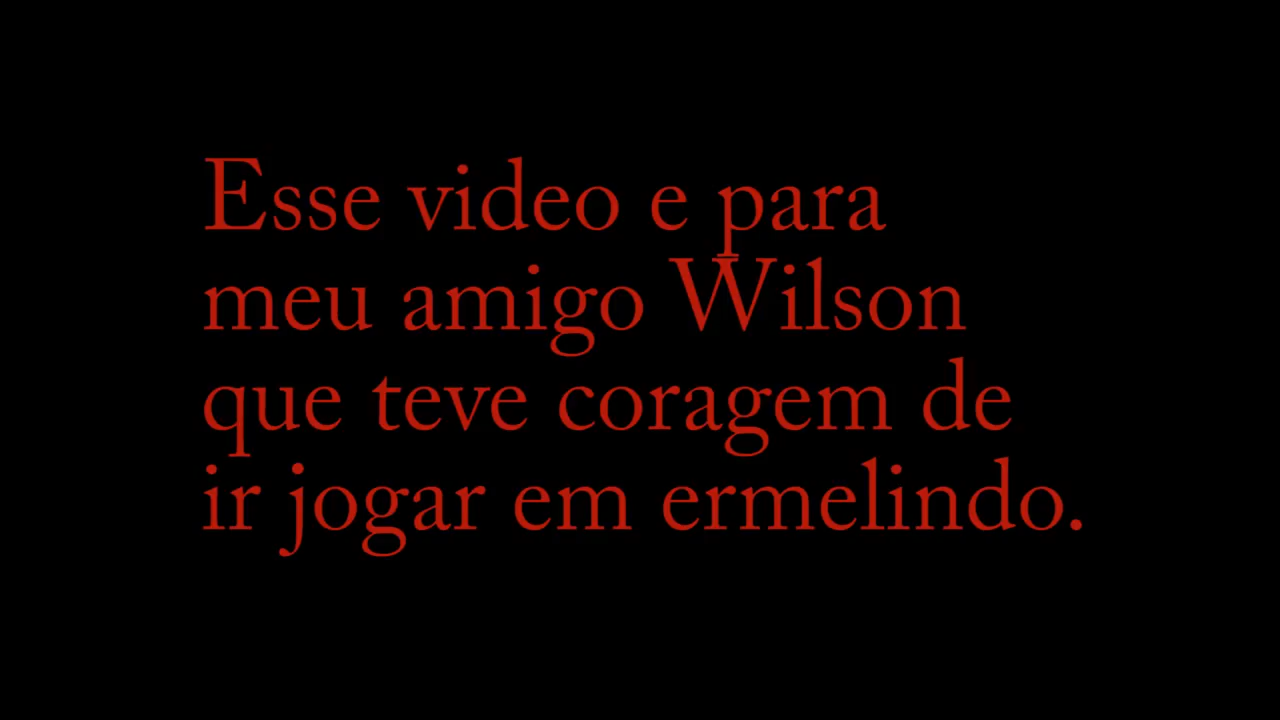 Esse video e para
meu amigo Wilson
que teve coragem de
ir jogar em ermelindo.